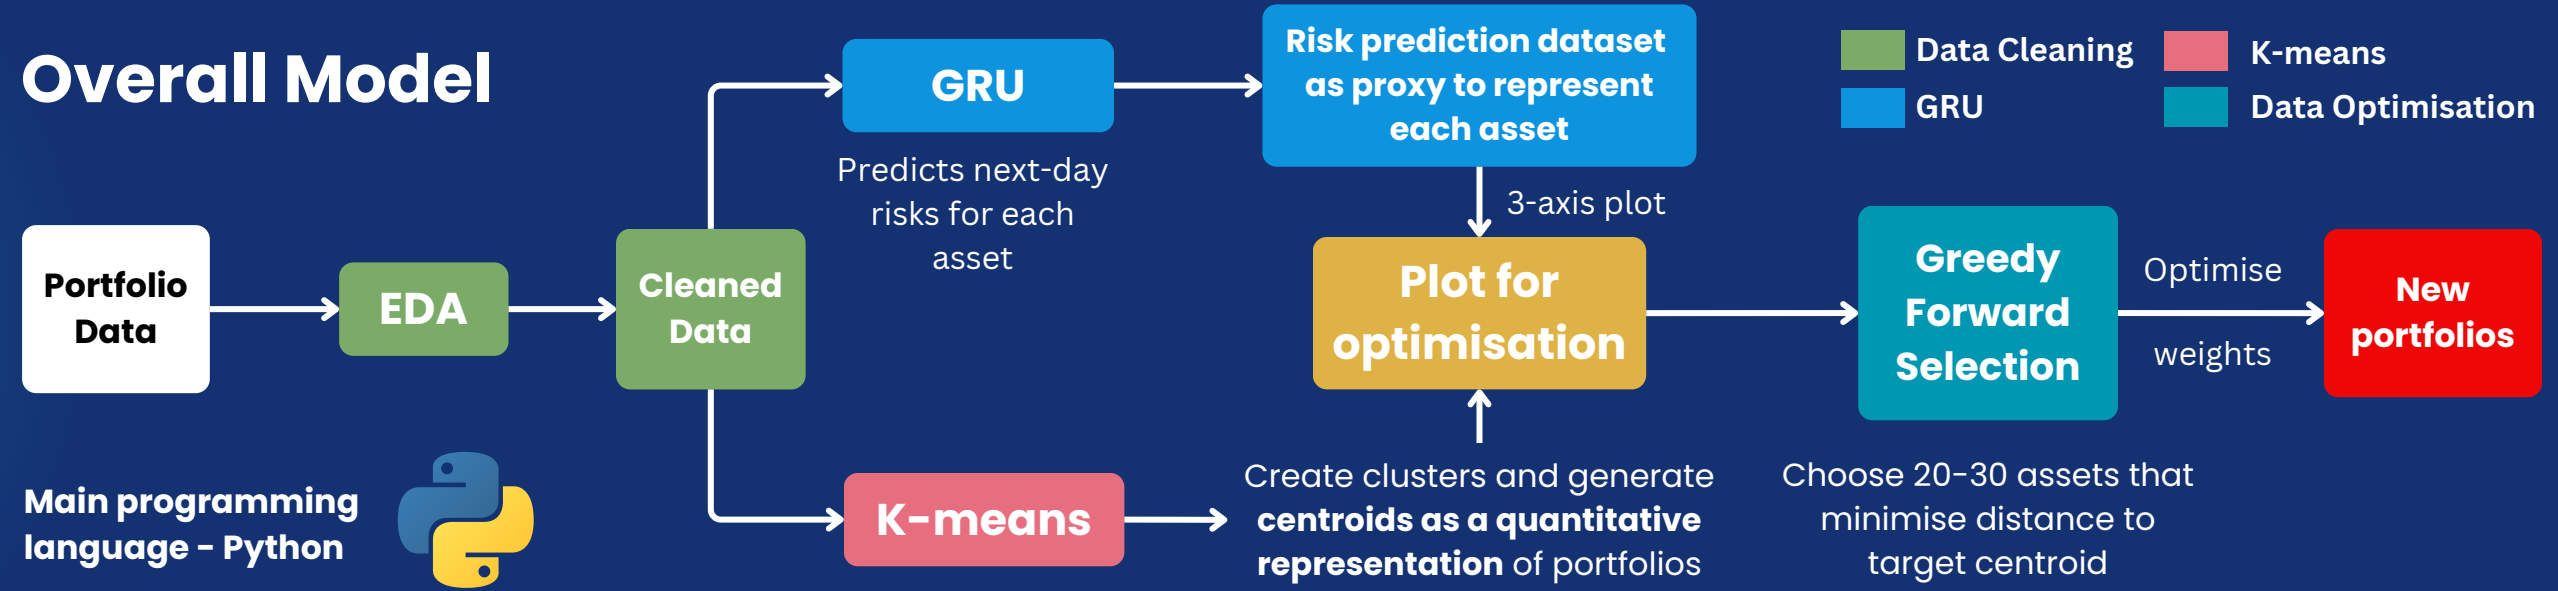 Overall Model
Portfolio
Data
EDA
Cleaned
Data
GRU
Predicts next-day
risks for each
asset
Risk prediction dataset
as proxy to represent
each asset
3-axis plot
Plot for
optimisation
K-means
Create clusters and generate
centroids as a quantitative
representation of portfolios
Greedy
Forward
Selection
Choose 20-30 assets that
minimise distance to
target centroid
Optimise
weights
New
portfolios
Data Cleaning
K-means
GRU
Data Optimisation
Main programming
language - Python